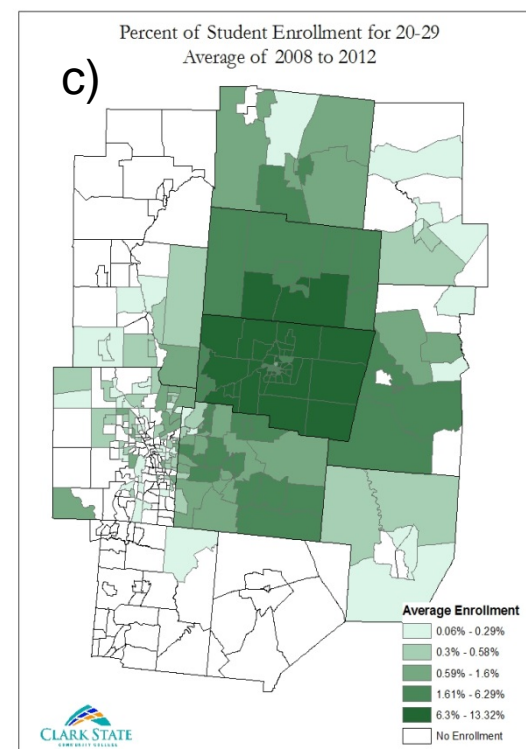 Percent of Student Enrollment for 20-29
Average of 2008 to 2012
c)
Average Enrollment
0.06% - 0.29%
0.3% - 0.58%
0.59% - 1.6%
1.61% - 6.29%
6.3% - 13.32%
No Enrollment
CLARK STATE
COMMUNITY COLLEGE